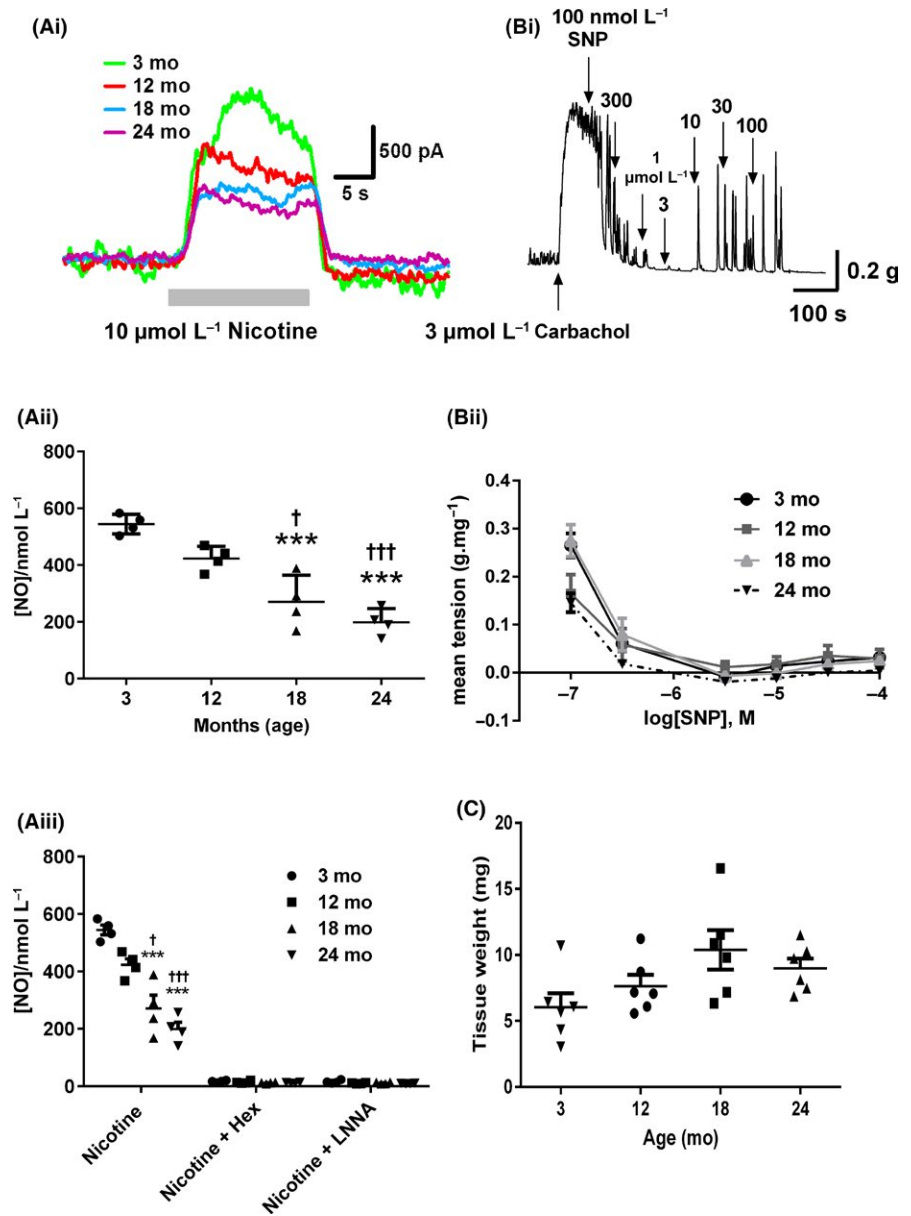 (Ai)
3 mo
12 mo
18 mo
24 mo
500 pA
5 s
10 µmol L⁻¹ Nicotine
(Bi)
100 nmol L⁻¹
SNP
300
1
µmol L⁻¹
3
10
30
100
0.2 g
100 s
3 µmol L⁻¹ Carbachol
(Aii)
[NO]/nmol L⁻¹
800
600
400
200
0
†
***
†††
***
3 12 18 24
Months (age)
(Bii)
mean tension (g.mg⁻¹)
0.4
0.3
0.2
0.1
0.0
−0.1
3 mo
12 mo
18 mo
24 mo
−7 −6 −5 −4
log[SNP], M
(Aiii)
[NO]/nmol L⁻¹
800
600
400
200
0
†
***
†††
***
3 mo
12 mo
18 mo
24 mo
Nicotine
Nicotine + Hex
Nicotine + LNNA
(C)
Tissue weight (mg)
20
15
10
5
0
3 12 18 24
Age (mo)